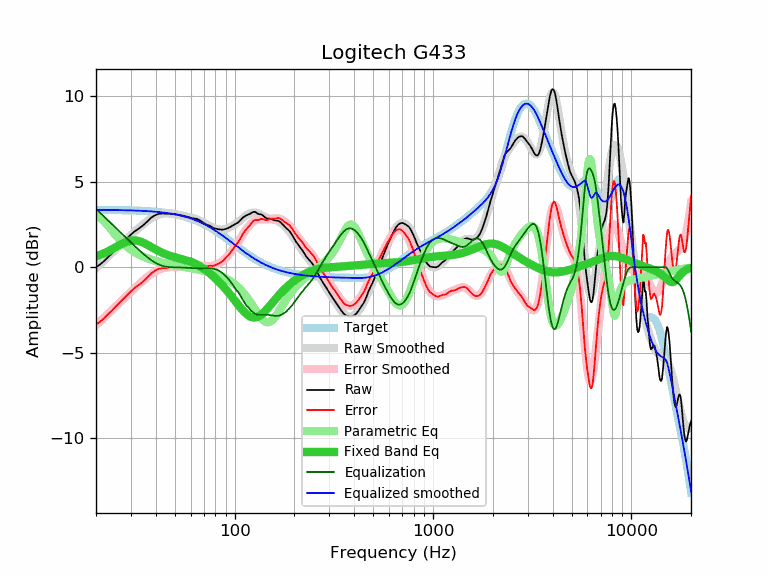 Logitech G433
10
5
0
−5
−10
Amplitude (dBr)
Target
Raw Smoothed
Error Smoothed
Raw
Error
Parametric Eq
Fixed Band Eq
Equalization
Equalized smoothed
100
1000
10000
Frequency (Hz)